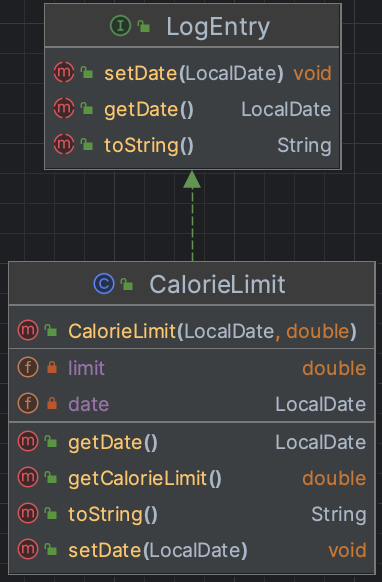 LogEntry
setDate(LocalDate) void
getDate() LocalDate
toString() String
CalorieLimit
CalorieLimit(LocalDate, double)
limit double
date LocalDate
getDate() LocalDate
getCalorieLimit() double
toString() String
setDate(LocalDate) void